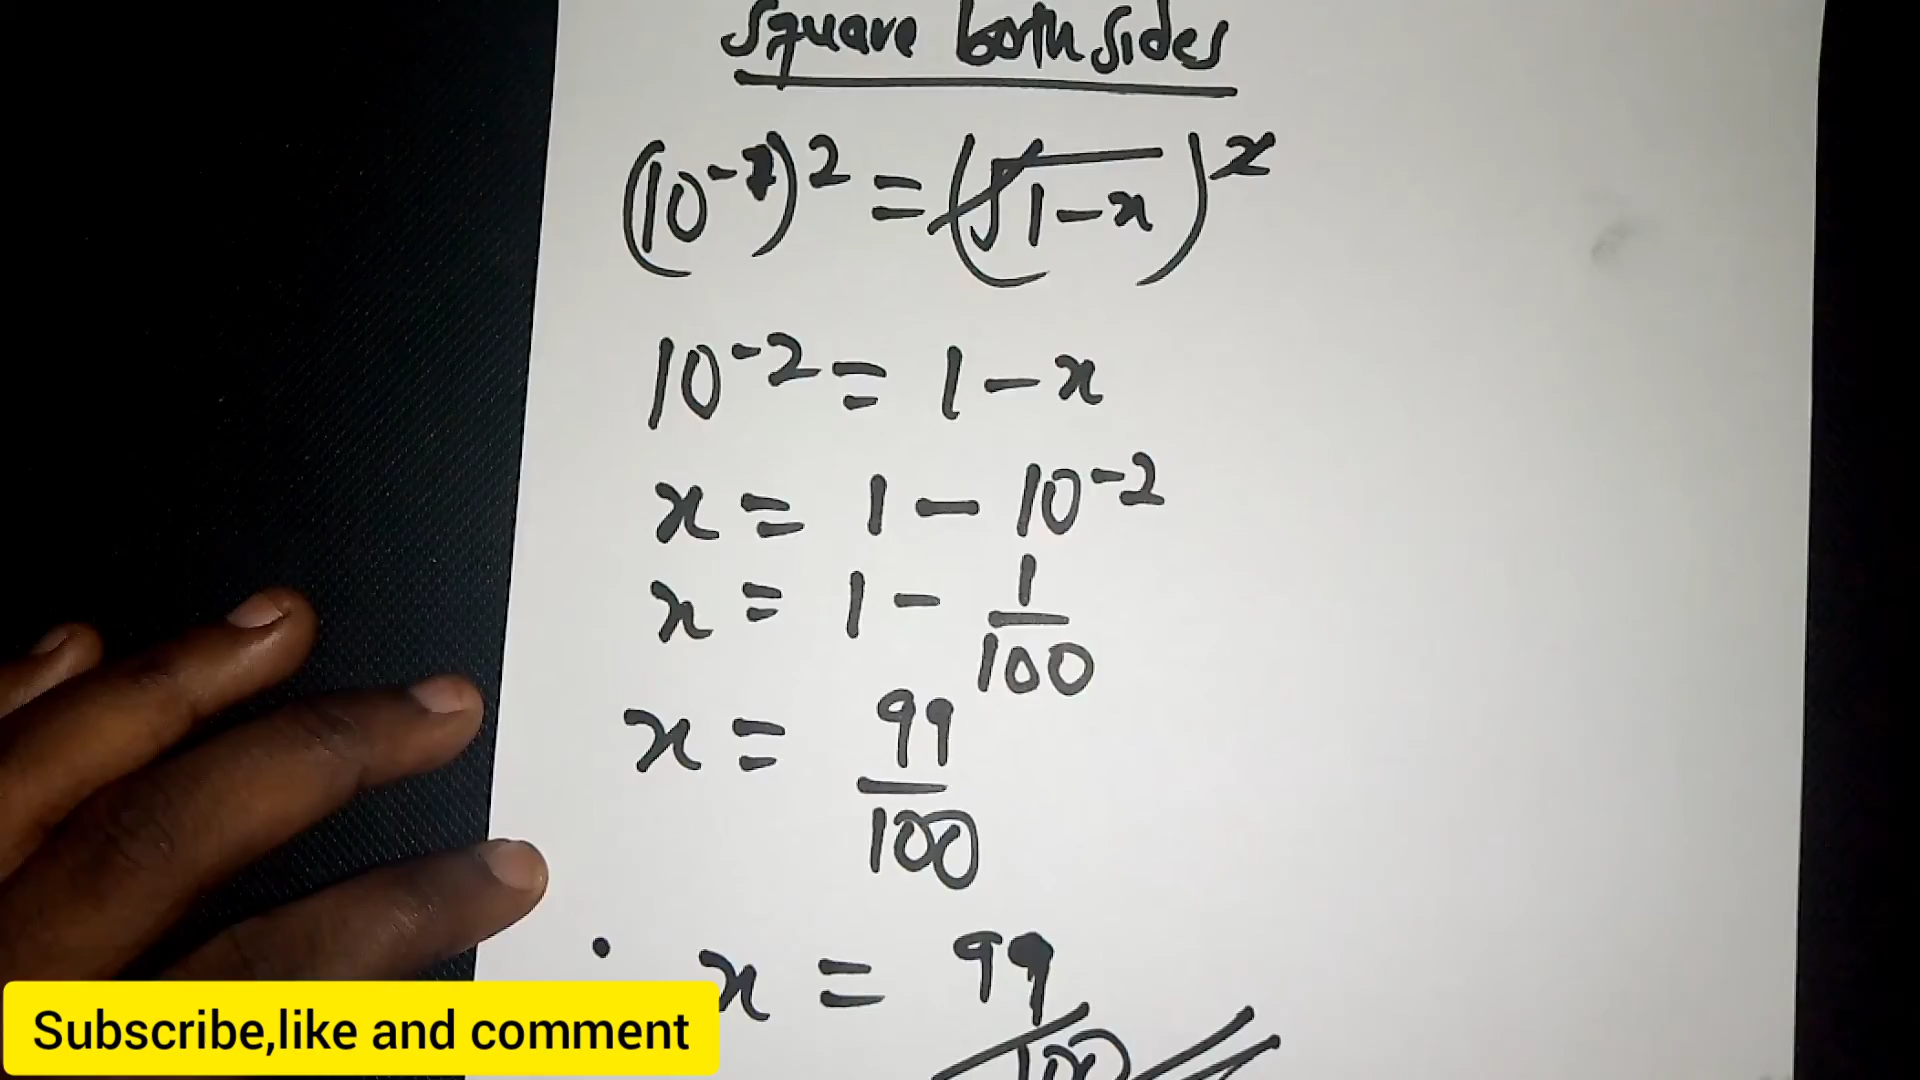 Square both sides
(10⁻¹)² = (√1-x)²
10⁻² = 1-x
x = 1 - 10⁻²
x = 1 - 1/100
x = 99/100
. x = 99/100
Subscribe,like and comment